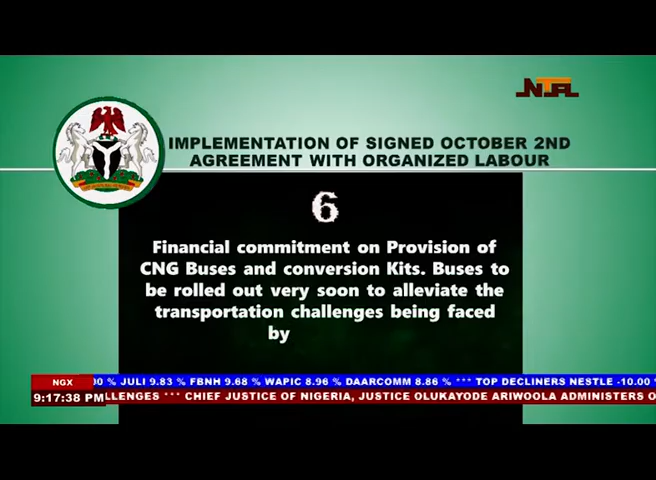 NTA
IMPLEMENTATION OF SIGNED OCTOBER 2ND
AGREEMENT WITH ORGANIZED LABOUR
6
Financial commitment on Provision of
CNG Buses and conversion Kits. Buses to
be rolled out very soon to alleviate the
transportation challenges being faced
by
NGX
00 % JULI 9.83 % FBNH 9.68 % WAPIC 8.96 % DAARCOMM 8.86 % *** TOP DECLINERS NESTLE -10.00 %
9:17:38 PM
LLENGES *** CHIEF JUSTICE OF NIGERIA, JUSTICE OLUKAYODE ARIWOOLA ADMINISTERS O